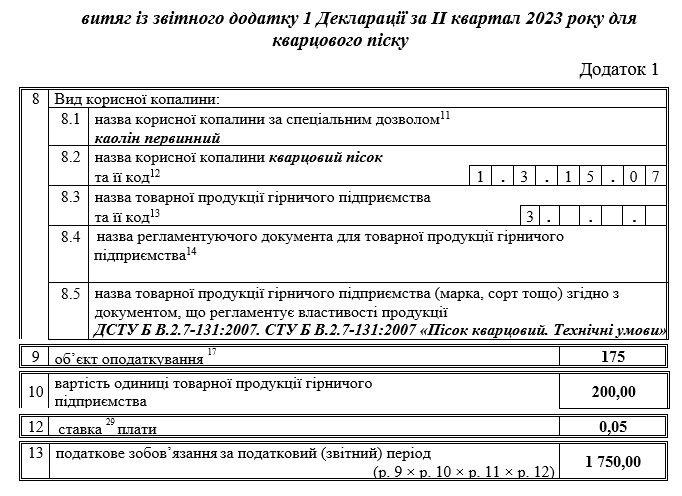 витяг із звітного додатку 1 Декларації за II квартал 2023 року для
кварцового піску
Додаток 1
8 Вид корисної копалини:
8.1 назва корисної копалини за спеціальним дозволом11
каолін первинний
8.2 назва корисної копалини кварцовий пісок
та її код12 1 . 3 . 1 5 . 0 7
8.3 назва товарної продукції гірничого підприємства
та її код13 3 . . .
8.4 назва регламентуючого документа для товарної продукції гірничого
підприємства14
8.5 назва товарної продукції гірничого підприємства (марка, сорт тощо) згідно з
документом, що регламентує властивості продукції
ДСТУ Б В.2.7-131:2007. СТУ Б В.2.7-131:2007 «Пісок кварцовий. Технічні умови»
9 об’єкт оподаткування 17 175
10 вартість одиниці товарної продукції гірничого
підприємства 200,00
12 ставка 29 плати 0,05
13 податкове зобов’язання за податковий (звітний) період
(р. 9 × р. 10 × р. 11 × р. 12) 1 750,00